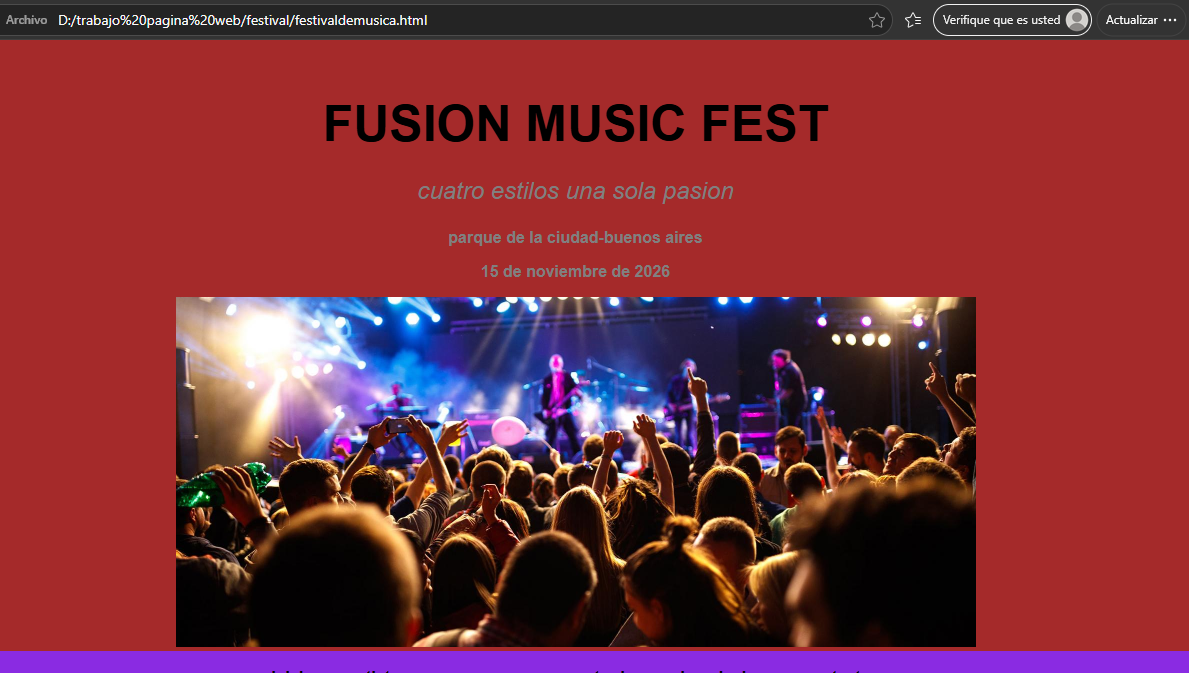 Archivo D:/trabajo%20pagina%20web/festival/festivaldemusica.html Verifique que es usted Actualizar ···
FUSION MUSIC FEST
cuatro estilos una sola pasion
parque de la ciudad-buenos aires
15 de noviembre de 2026